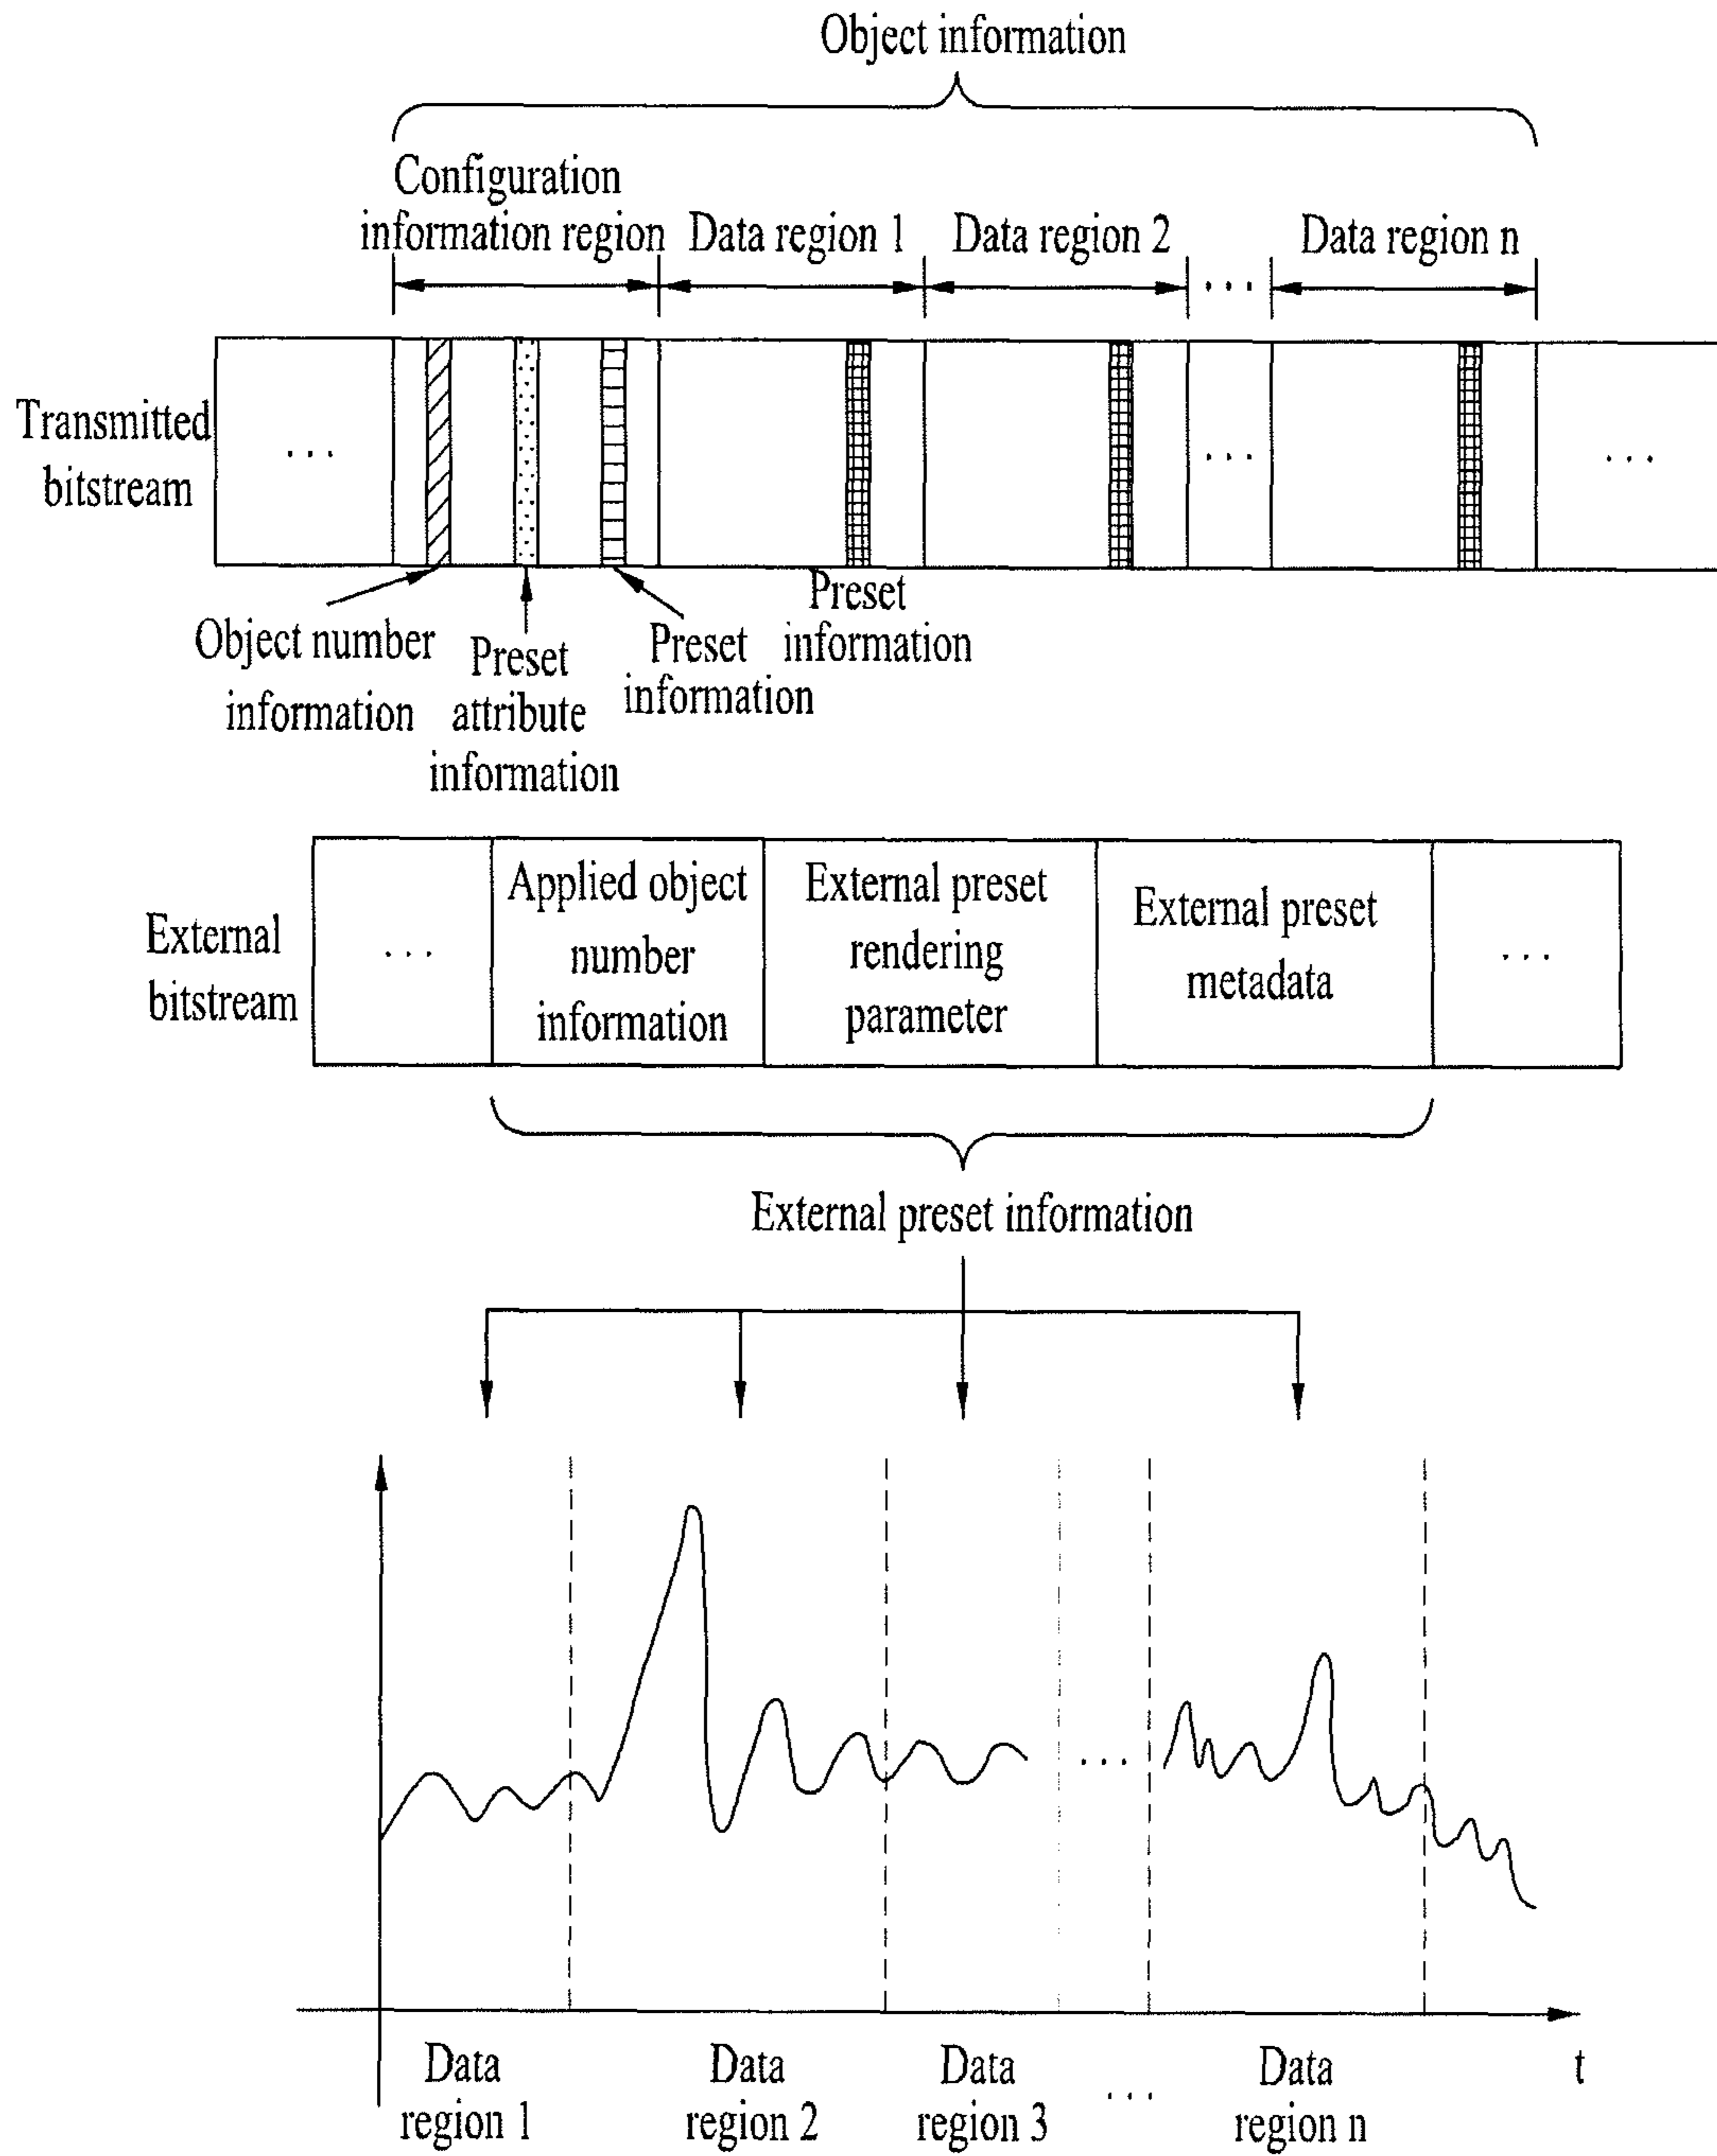 Object information
Configuration
information region
Data region 1
Data region 2
...
Data region n
Transmitted
bitstream
...
...
...
Object number
information
Preset
attribute
information
Preset
information
Preset
information
External
bitstream
...
Applied object
number
information
External preset
rendering
parameter
External preset
metadata
...
External preset information
...
Data
region 1
Data
region 2
Data
region 3
...
Data
region n
t